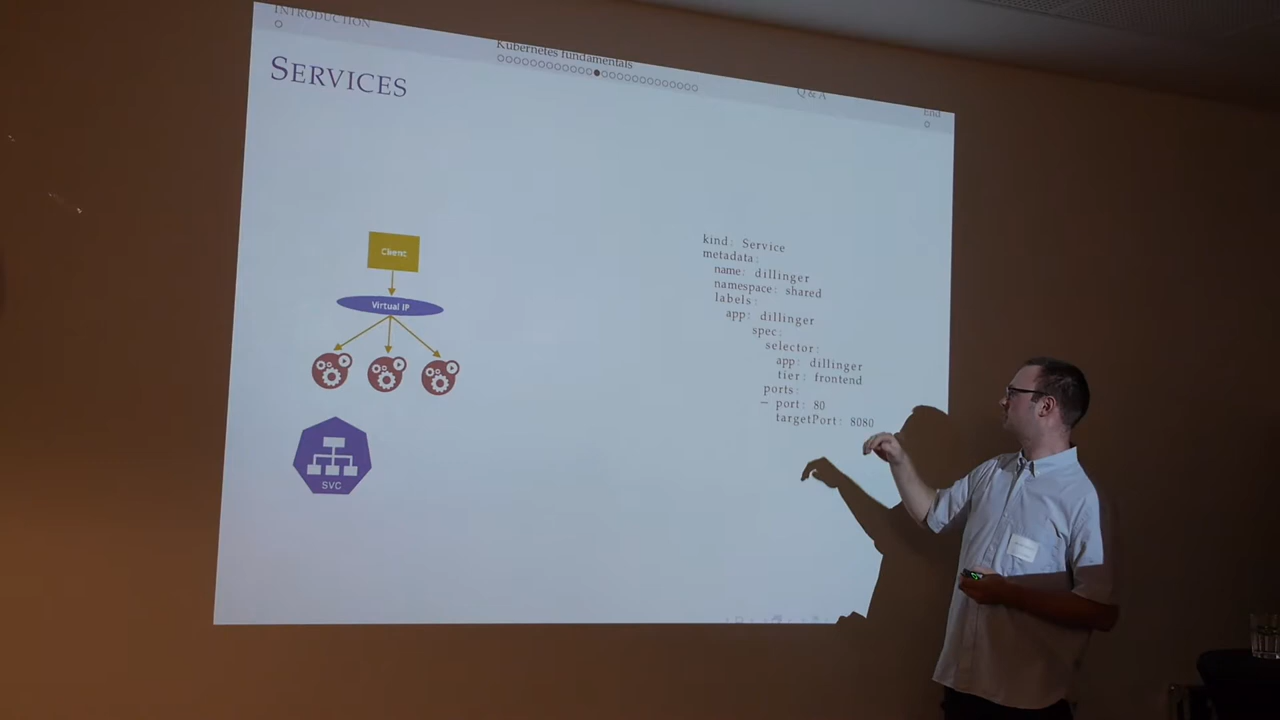 INTRODUCTION
Kubernetes fundamentals
Q & A
End
SERVICES
Client
Virtual IP
SVC
kind: Service
metadata:
name: dillinger
namespace: shared
labels:
app: dillinger
spec:
selector:
app: dillinger
tier: frontend
ports:
– port: 80
targetPort: 8080